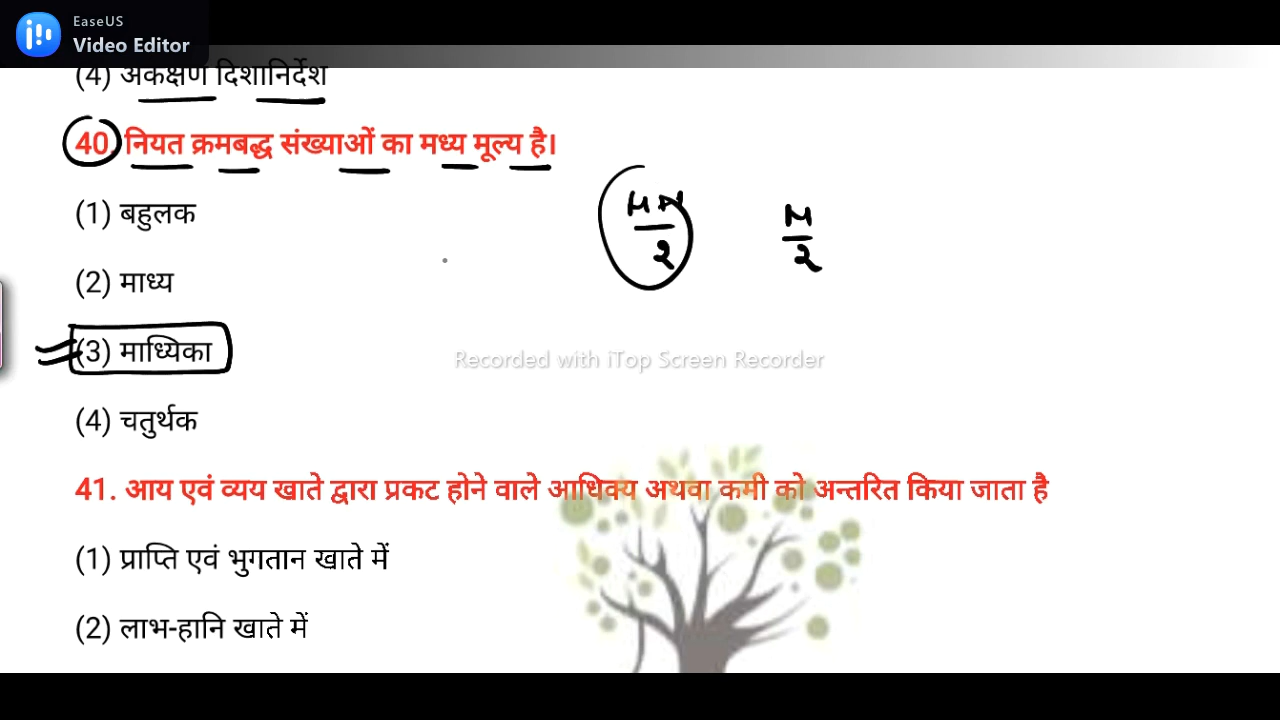 EaseUS
Video Editor
(4) अंकेक्षण दिशानिर्देश
40. नियत क्रमबद्ध संख्याओं का मध्य मूल्य है।
(1) बहुलक
(2) माध्य
(3) माध्यिका
(4) चतुर्थक
Recorded with iTop Screen Recorder
41. आय एवं व्यय खाते द्वारा प्रकट होने वाले आधिक्य अथवा कमी को अन्तरित किया जाता है
(1) प्राप्ति एवं भुगतान खाते में
(2) लाभ-हानि खाते में